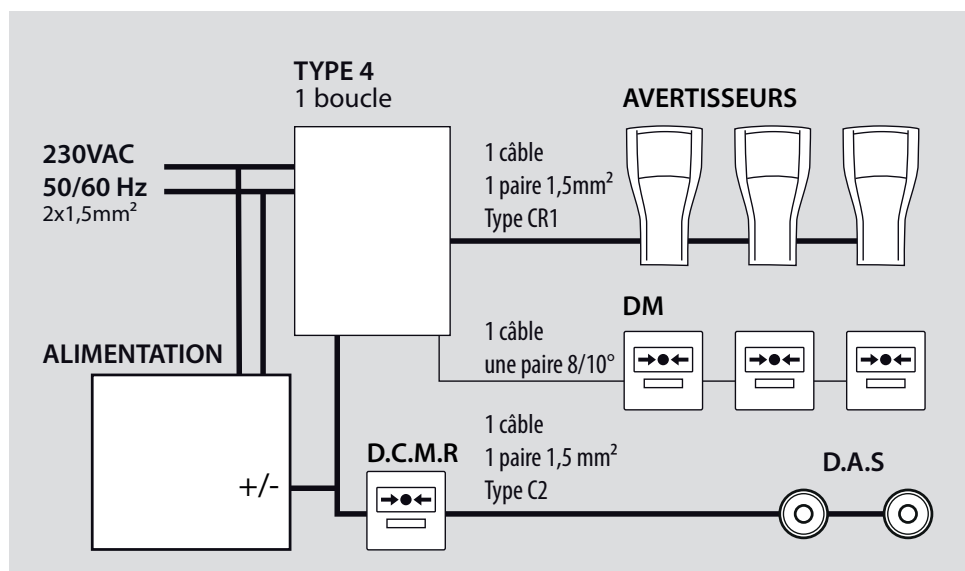 TYPE 4
1 boucle
AVERTISSEURS
230VAC
50/60 Hz
2x1,5mm²
1 câble
1 paire 1,5mm²
Type CR1
DM
1 câble
une paire 8/10°
ALIMENTATION
+/-
D.C.M.R
1 câble
1 paire 1,5 mm²
Type C2
D.A.S